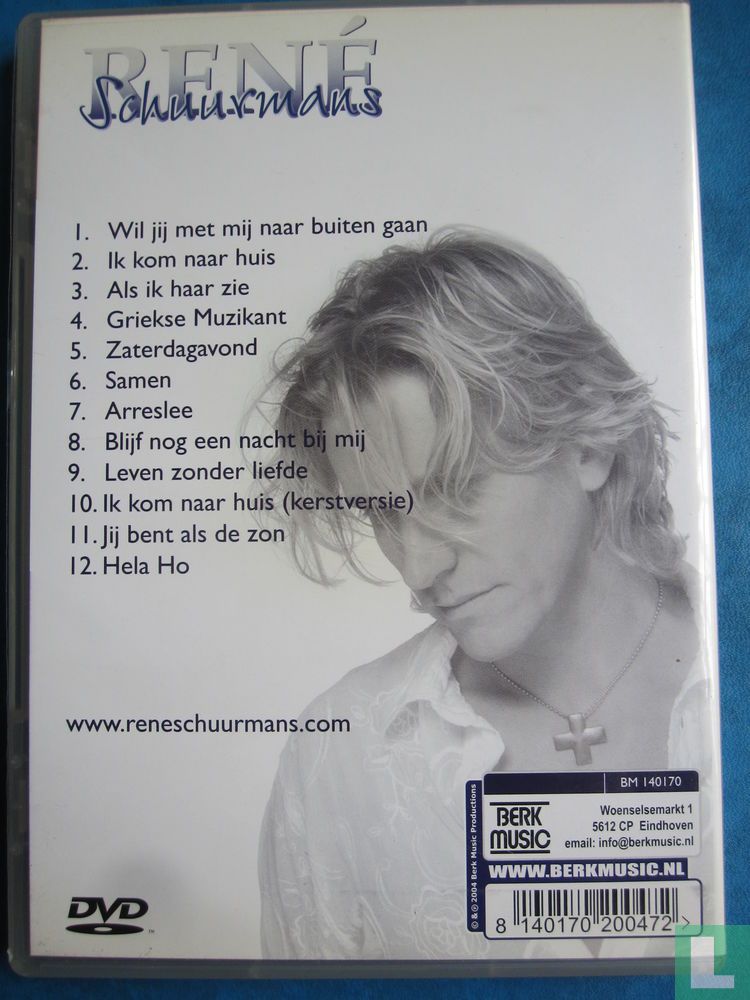 RENÉ
Schuurmans
1. Wil jij met mij naar buiten gaan
2. Ik kom naar huis
3. Als ik haar zie
4. Griekse Muzikant
5. Zaterdagavond
6. Samen
7. Arreslee
8. Blijf nog een nacht bij mij
9. Leven zonder liefde
10. Ik kom naar huis (kerstversie)
11. Jij bent als de zon
12. Hela Ho
www.reneschuurmans.com
BM 140170
BERK MUSIC
Woenselsemarkt 1
5612 CP Eindhoven
email: info@berkmusic.nl
WWW.BERKMUSIC.NL
© & ℗ 2004 Berk Music Productions
8 140170 200472 >
DVD
TM
L